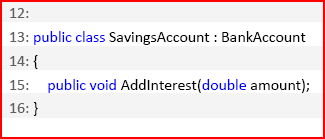 12:
13: public class SavingsAccount : BankAccount
14: {
15: public void AddInterest(double amount);
16: }